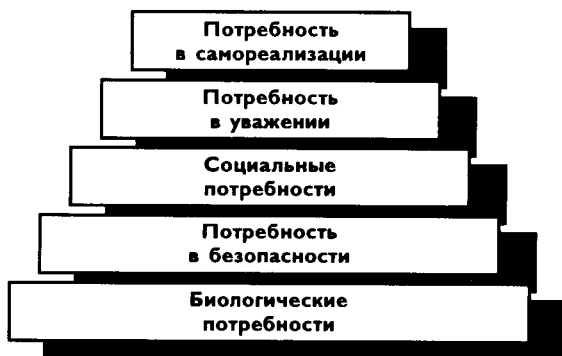 Потребность
в самореализации
Потребность
в уважении
Социальные
потребности
Потребность
в безопасности
Биологические
потребности